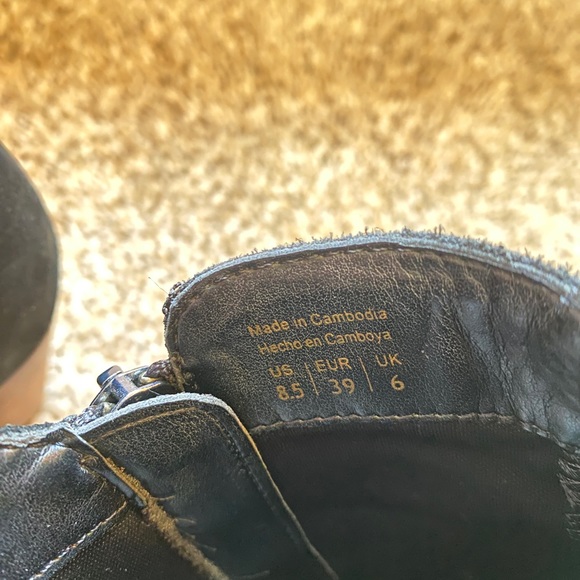 Made in Cambodia
Hecho en Camboya
US | EUR | UK
8.5 | 39 | 6